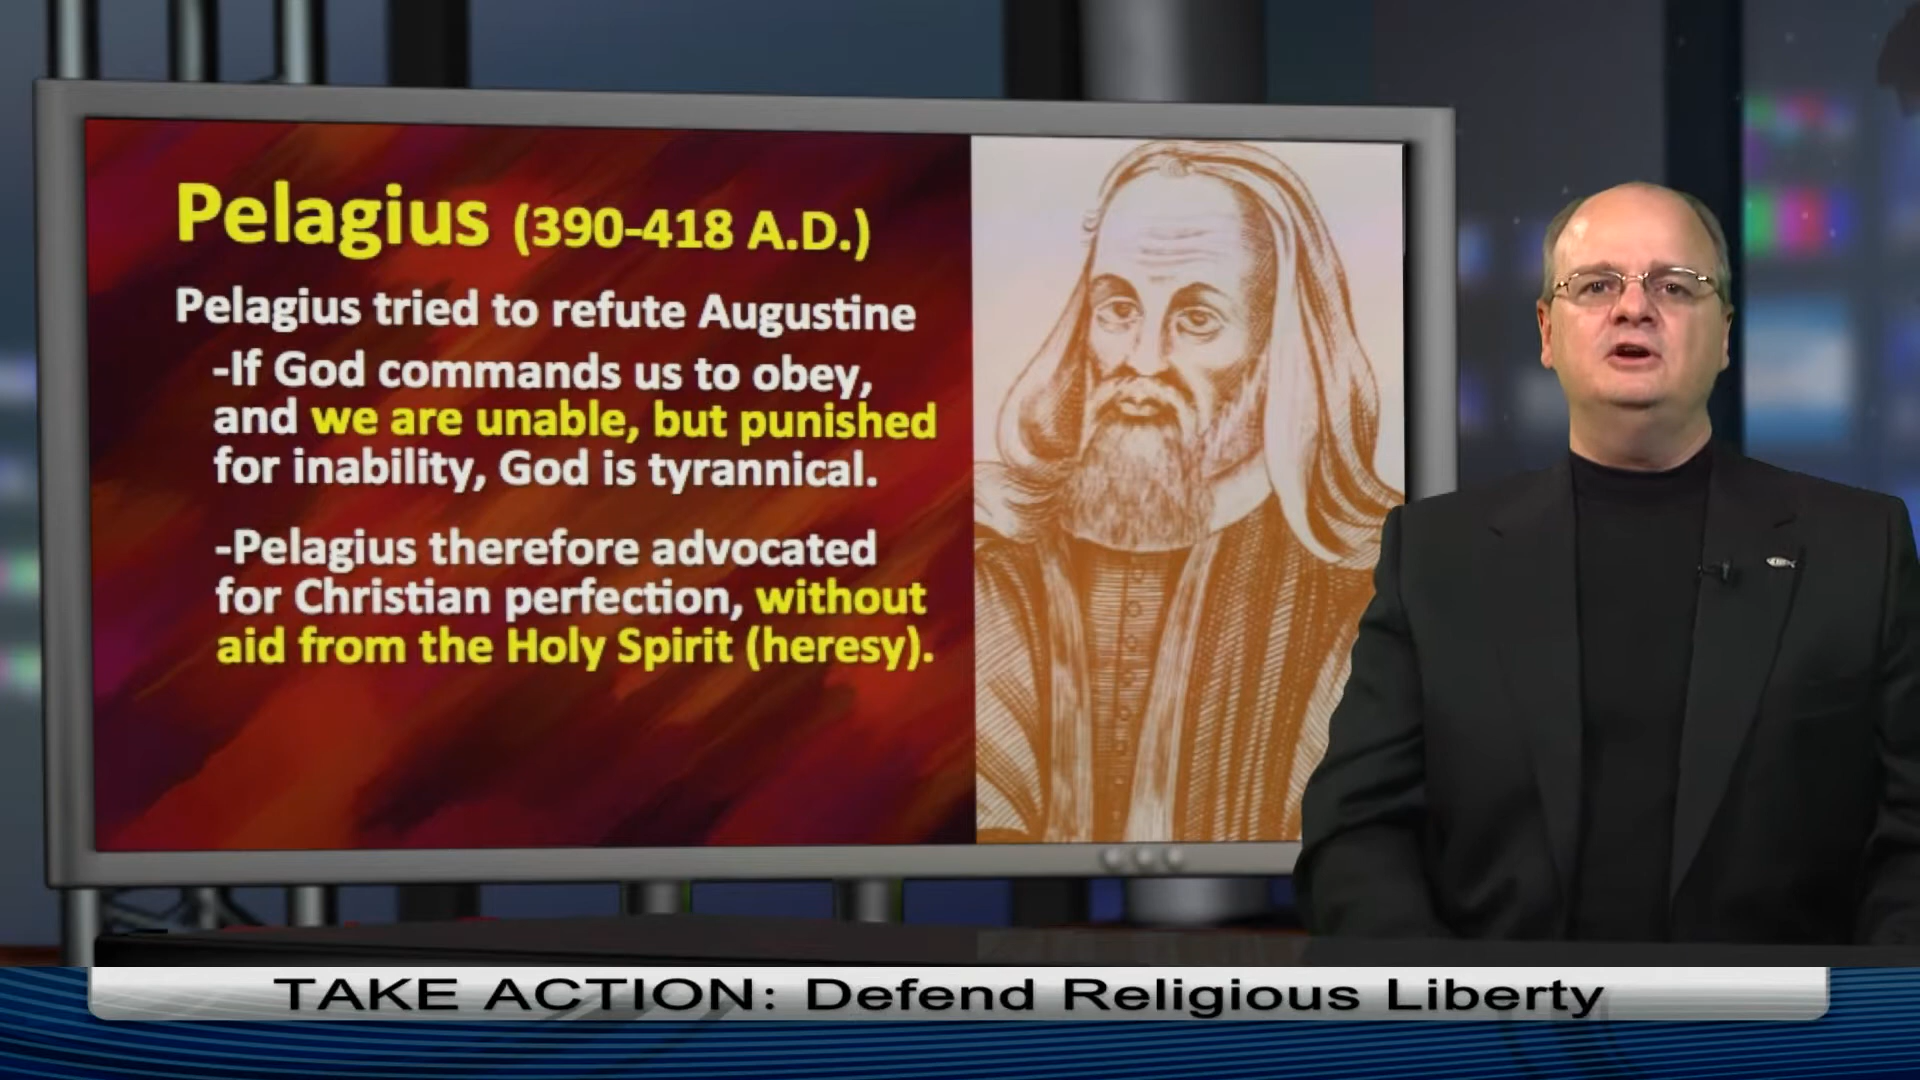 Pelagius (390-418 A.D.)
Pelagius tried to refute Augustine
-If God commands us to obey,
and we are unable, but punished
for inability, God is tyrannical.
-Pelagius therefore advocated
for Christian perfection, without
aid from the Holy Spirit (heresy).
TAKE ACTION: Defend Religious Liberty